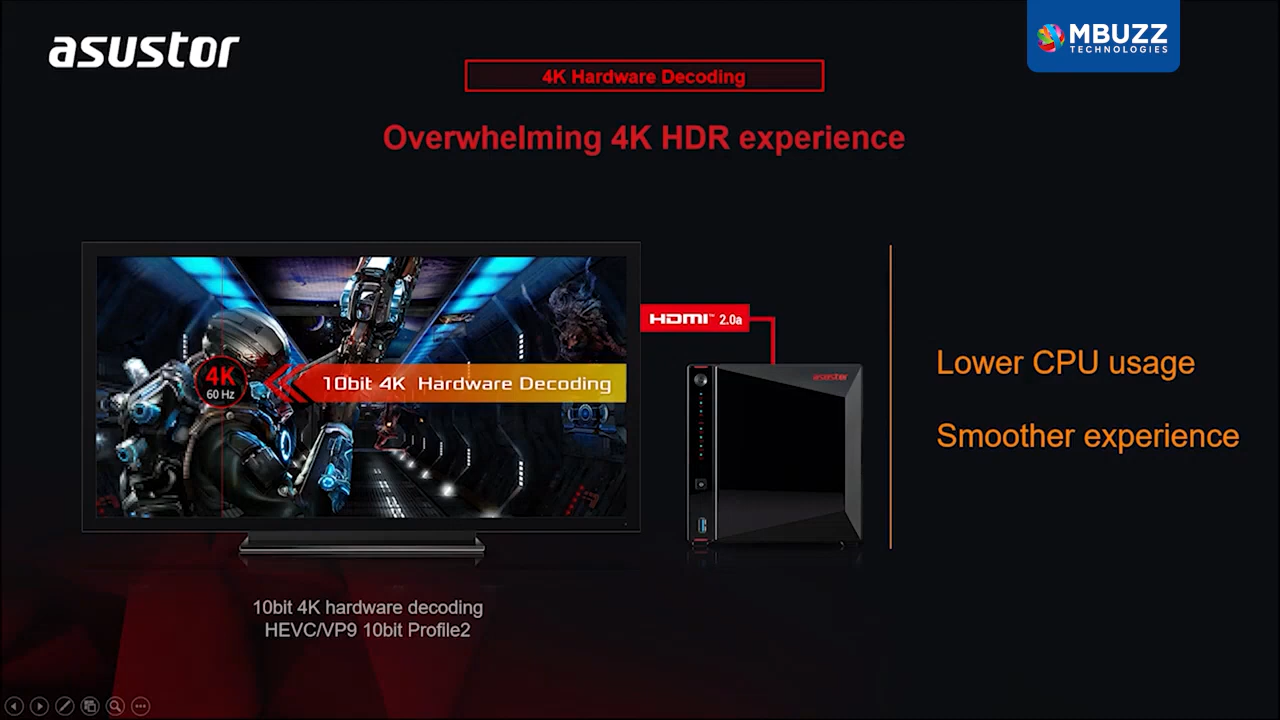 asustor
MBUZZ
TECHNOLOGIES
4K Hardware Decoding
Overwhelming 4K HDR experience
HDMI™ 2.0a
asustor
4K
60 Hz
10bit 4K Hardware Decoding
Lower CPU usage
Smoother experience
10bit 4K hardware decoding
HEVC/VP9 10bit Profile2